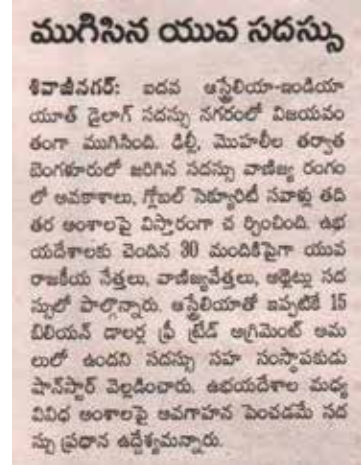 ముగిసిన యువ సదస్సు
శివాజీనగర్: ఐదవ ఆస్ట్రేలియా-ఇండియా
యూత్ డైలాగ్ సదస్సు నగరంలో విజయవం
తంగా ముగిసింది. ఢిల్లీ, మొహలీల తర్వాత
బెంగళూరులో జరిగిన సదస్సు వాణిజ్య రంగం
లో అవకాశాలు, గ్లోబల్ సెక్యూరిటీ సవాళ్లు తది
తర అంశాలపై విస్తారంగా చ ర్చించింది. ఉభ
యదేశాలకు చెందిన 30 మందికిపైగా యువ
రాజకీయ నేత్తలు, వాణిజ్యవేత్తలు, అథ్లెట్లు సద
స్సులో పాల్గొన్నారు. ఆస్ట్రేలియాతో ఇప్పటికే 15
బిలియన్ డాలర్ల ఫ్రీ ట్రేడ్ అగ్రిమెంట్ అమ
లులో ఉందని సదస్సు సహ సంస్థాపకుడు
షాన్‌స్టార్ వెల్లడించారు. ఉభయదేశాల మధ్య
వివిధ అంశాలపై అవగాహన పెంచడమే సద
స్సు ప్రధాన ఉద్దేశ్యమన్నారు.